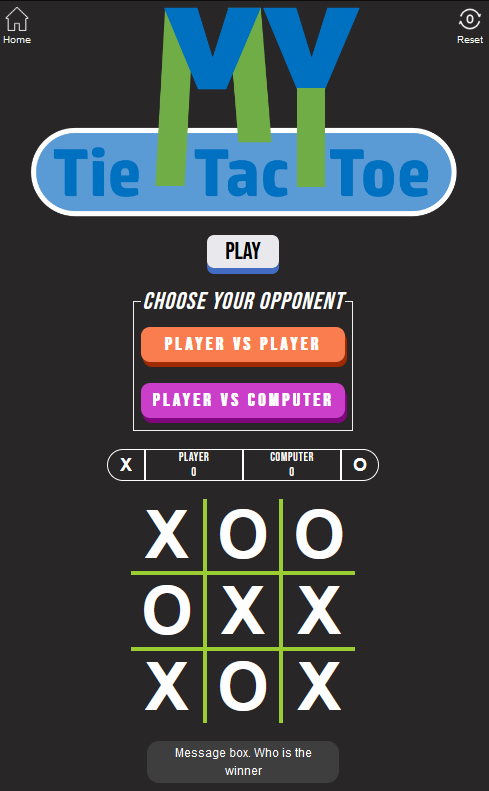 Home
O
Reset
MY
Tie Tac Toe
PLAY
CHOOSE YOUR OPPONENT
PLAYER VS PLAYER
PLAYER VS COMPUTER
X PLAYER COMPUTER O
0 0
X O O
O X X
X O X
Message box. Who is the
winner